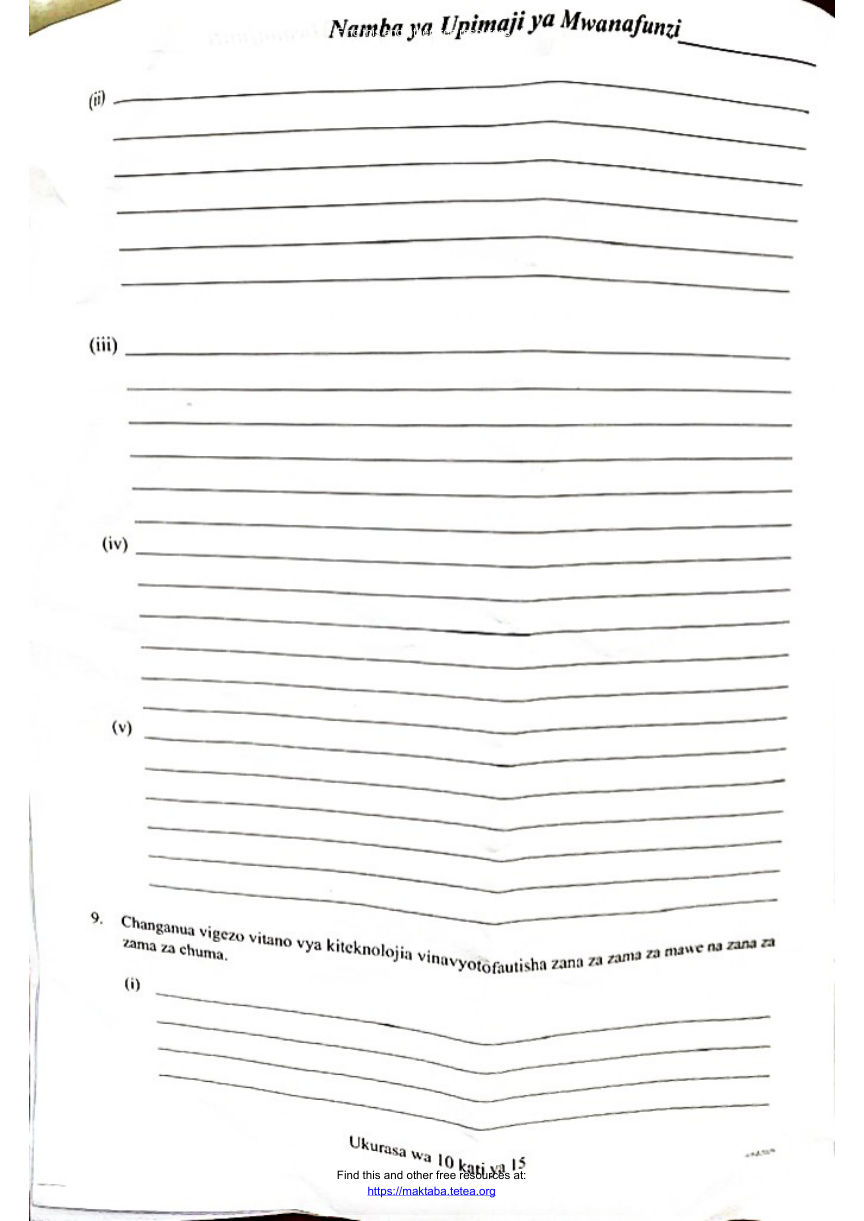 Namba ya Upimaji ya Mwanafunzi
(ii)
(iii)
(iv)
(v)
9. Changanua vigezo vitano vya kiteknolojia vinavyotofautisha zana za zama za mawe na zana za
zama za chuma.
(i)
Ukurasa wa 10 kati ya 15
Find this and other free resources at:
https://maktaba.tetea.org